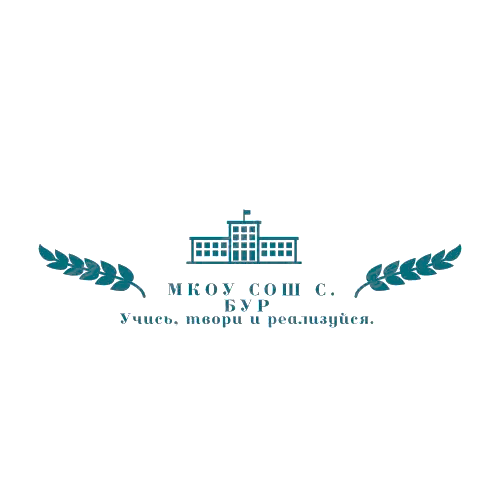 МКОУ СОШ С.
БУР
Учись, твори и реализуйся.